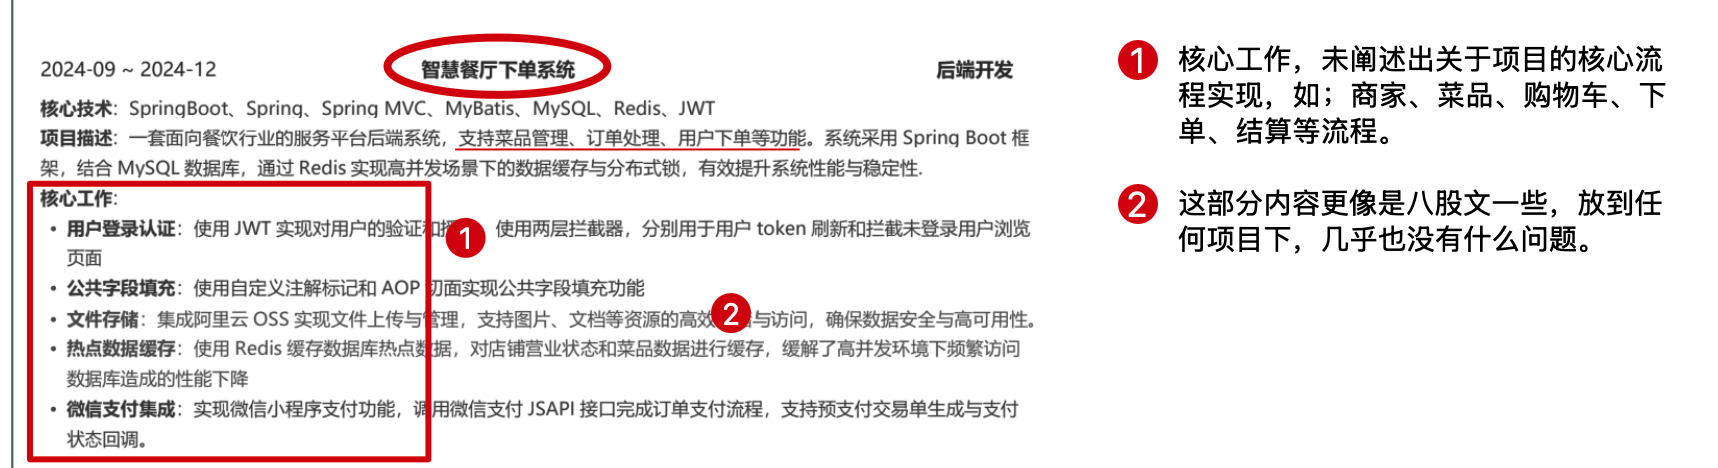 2024-09 ~ 2024-12 智慧餐厅下单系统 后端开发
核心技术：SpringBoot、Spring、Spring MVC、MyBatis、MySQL、Redis、JWT
项目描述：一套面向餐饮行业的服务平台后端系统，支持菜品管理、订单处理、用户下单等功能。系统采用 Spring Boot 框
架，结合 MySQL 数据库，通过 Redis 实现高并发场景下的数据缓存与分布式锁，有效提升系统性能与稳定性.
核心工作：
• 用户登录认证：使用 JWT 实现对用户的验证和 1 使用两层拦截器，分别用于用户 token 刷新和拦截未登录用户浏览
页面
• 公共字段填充：使用自定义注解标记和 AOP 切面实现公共字段填充功能
• 文件存储：集成阿里云 OSS 实现文件上传与管理，支持图片、文档等资源的高效 2 与访问，确保数据安全与高可用性。
• 热点数据缓存：使用 Redis 缓存数据库热点数据，对店铺营业状态和菜品数据进行缓存，缓解了高并发环境下频繁访问
数据库造成的性能下降
• 微信支付集成：实现微信小程序支付功能，调用微信支付 JSAPI 接口完成订单支付流程，支持预支付交易单生成与支付
状态回调。
1 核心工作，未阐述出关于项目的核心流
程实现，如；商家、菜品、购物车、下
单、结算等流程。
2 这部分内容更像是八股文一些，放到任
何项目下，几乎也没有什么问题。